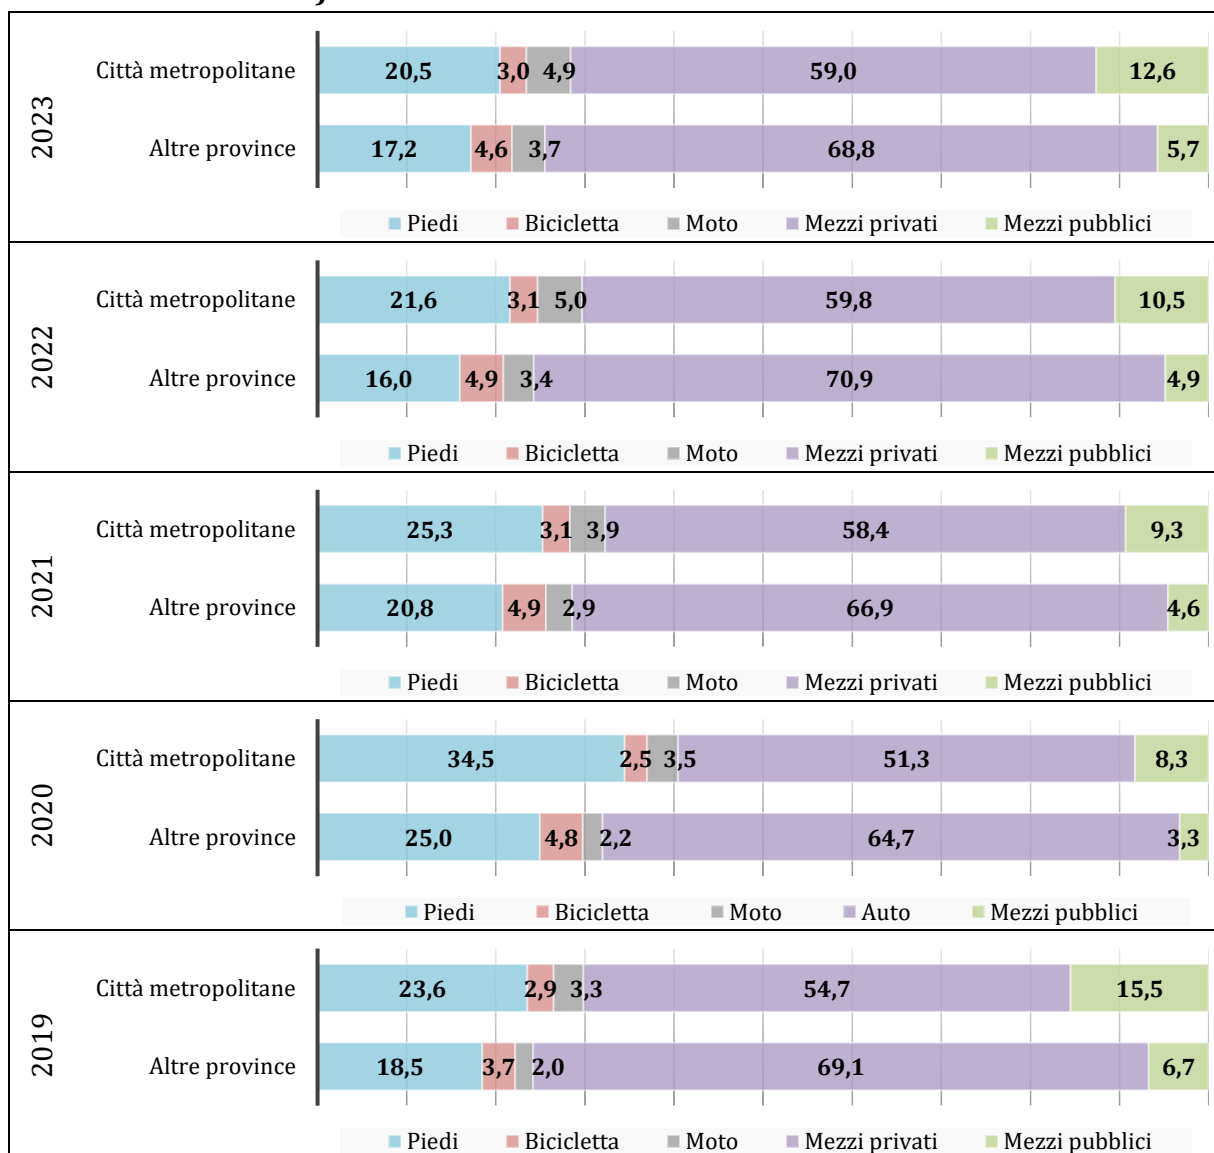 2023
Città metropolitane 20,5 3,0 4,9 59,0 12,6
Altre province 17,2 4,6 3,7 68,8 5,7
Piedi Bicicletta Moto Mezzi privati Mezzi pubblici
2022
Città metropolitane 21,6 3,1 5,0 59,8 10,5
Altre province 16,0 4,9 3,4 70,9 4,9
Piedi Bicicletta Moto Mezzi privati Mezzi pubblici
2021
Città metropolitane 25,3 3,1 3,9 58,4 9,3
Altre province 20,8 4,9 2,9 66,9 4,6
Piedi Bicicletta Moto Mezzi privati Mezzi pubblici
2020
Città metropolitane 34,5 2,5 3,5 51,3 8,3
Altre province 25,0 4,8 2,2 64,7 3,3
Piedi Bicicletta Moto Auto Mezzi pubblici
2019
Città metropolitane 23,6 2,9 3,3 54,7 15,5
Altre province 18,5 3,7 2,0 69,1 6,7
Piedi Bicicletta Moto Mezzi privati Mezzi pubblici